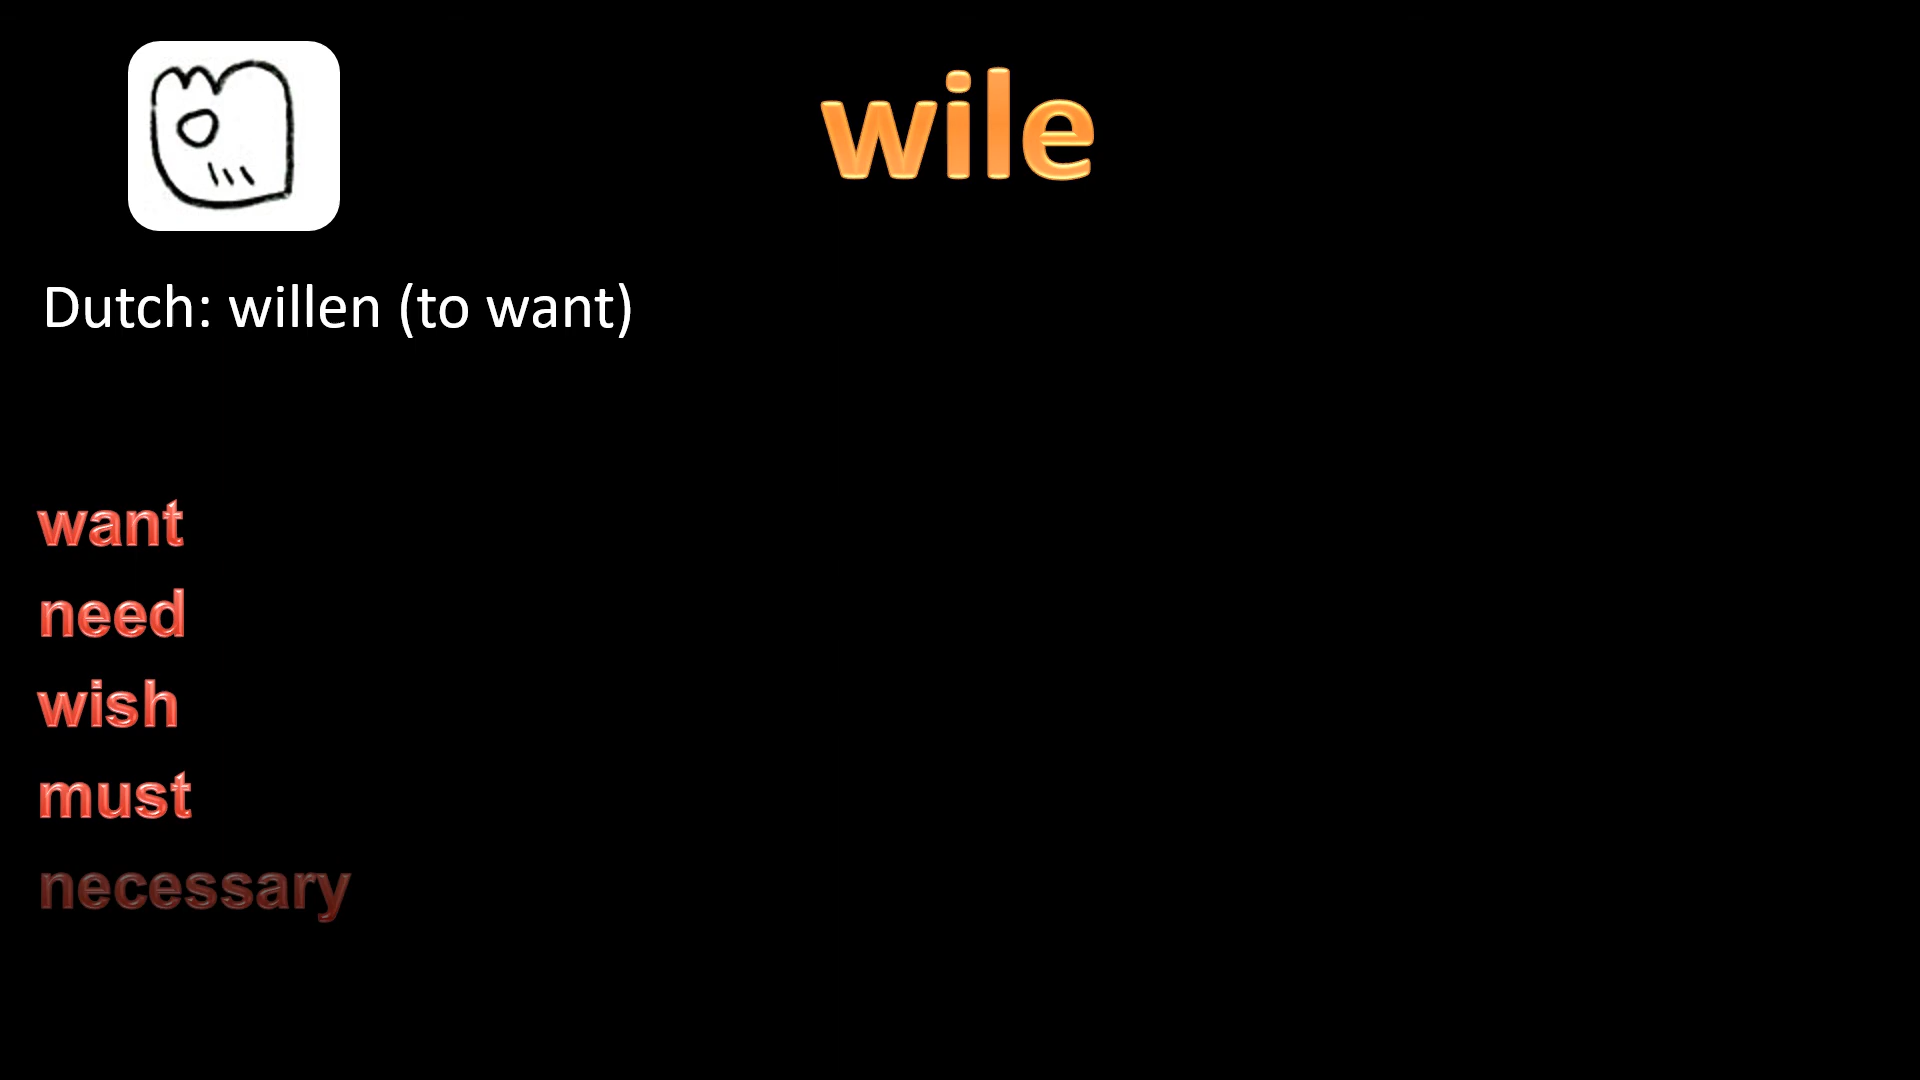 wile
Dutch: willen (to want)
want
need
wish
must
necessary